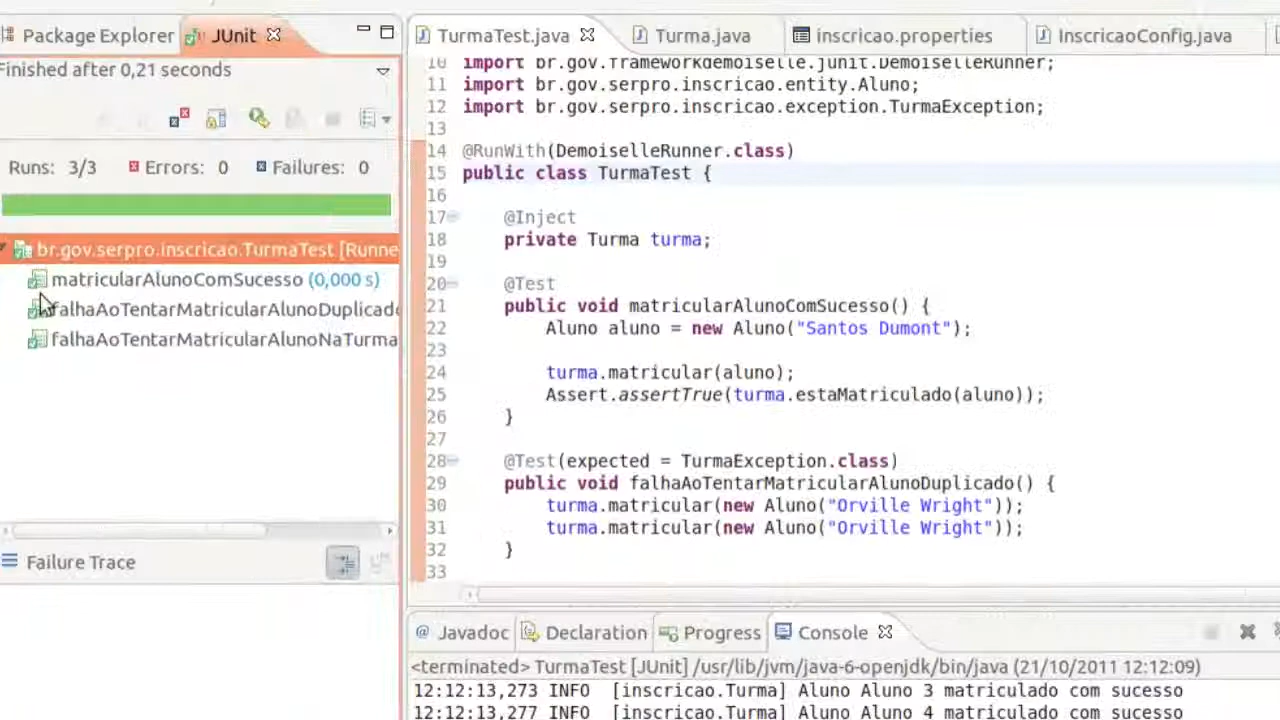 Package Explorer
JUnit
Finished after 0,21 seconds
Runs: 3/3
Errors: 0
Failures: 0
br.gov.serpro.inscricao.TurmaTest [Runne
matricularAlunoComSucesso (0,000 s)
falhaAoTentarMatricularAlunoDuplicado
falhaAoTentarMatricularAlunoNaTurma
Failure Trace
TurmaTest.java
Turma.java
inscricao.properties
InscricaoConfig.java
10 import br.gov.frameworkdemoiselle.junit.DemoiselleRunner;
11 import br.gov.serpro.inscricao.entity.Aluno;
12 import br.gov.serpro.inscricao.exception.TurmaException;
13
14 @RunWith(DemoiselleRunner.class)
15 public class TurmaTest {
16
17 @Inject
18 private Turma turma;
19
20 @Test
21 public void matricularAlunoComSucesso() {
22 Aluno aluno = new Aluno("Santos Dumont");
23
24 turma.matricular(aluno);
25 Assert.assertTrue(turma.estaMatriculado(aluno));
26 }
27
28 @Test(expected = TurmaException.class)
29 public void falhaAoTentarMatricularAlunoDuplicado() {
30 turma.matricular(new Aluno("Orville Wright"));
31 turma.matricular(new Aluno("Orville Wright"));
32 }
33
@ Javadoc
Declaration
Progress
Console
<terminated> TurmaTest [JUnit] /usr/lib/jvm/java-6-openjdk/bin/java (21/10/2011 12:12:09)
12:12:13,273 INFO [inscricao.Turma] Aluno Aluno 3 matriculado com sucesso
12:12:13,277 INFO [inscricao.Turma] Aluno Aluno 4 matriculado com sucesso